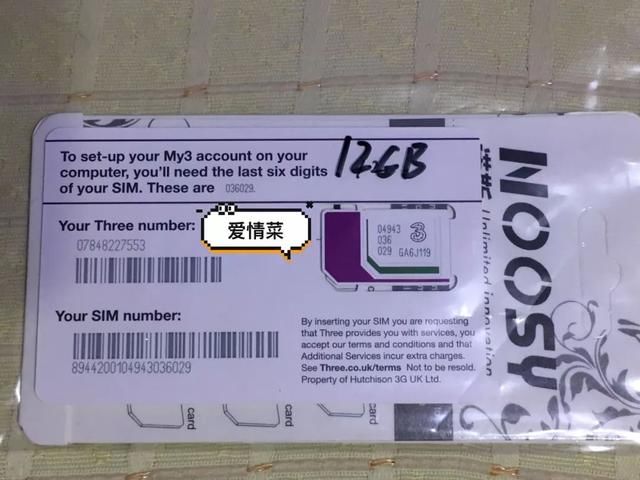 To set-up your My3 account on your
computer, you'll need the last six digits
of your SIM. These are 036029.
12GB
Your Three number:
07848227553
爱情菜
04943
036
029 GA6J119
3
Your SIM number:
8944200104943036029
By inserting your SIM you are requesting
that Three provides you with services, you
accept our terms and conditions and that
Additional Services incur extra charges.
See Three.co.uk/terms Not to be resold.
Property of Hutchison 3G UK Ltd.
NOOSY
Unlimited innovation
card
card
card